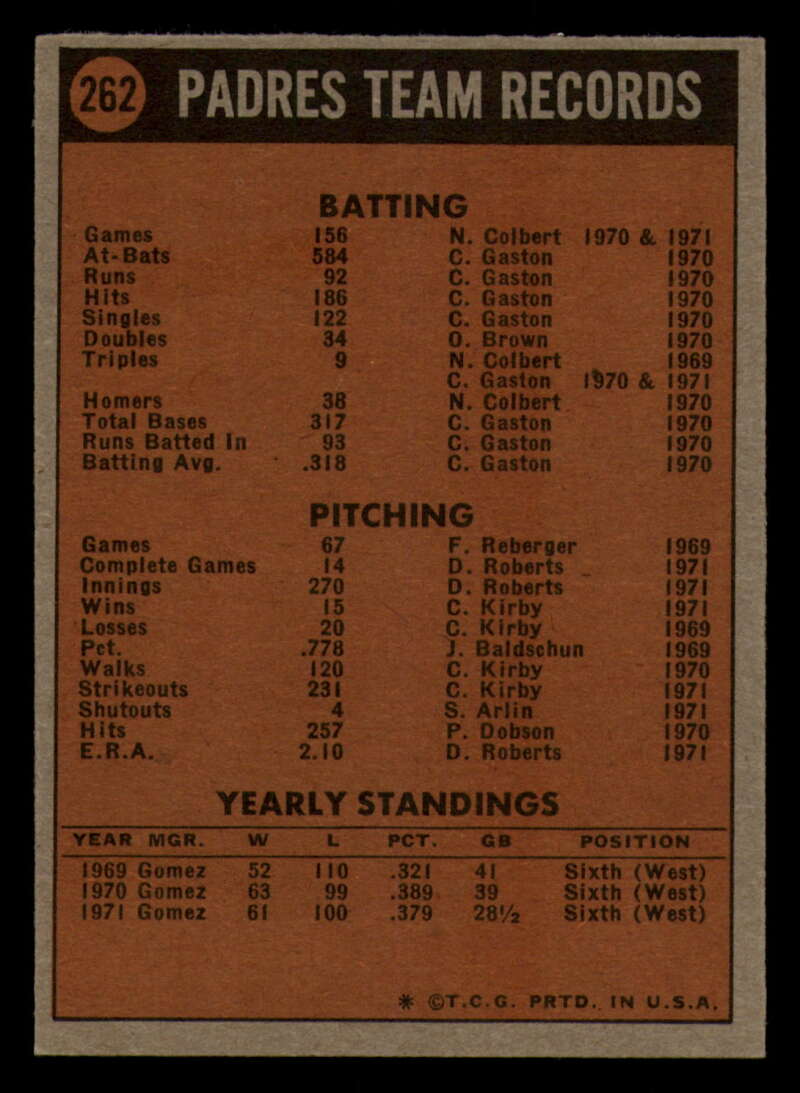 262 PADRES TEAM RECORDS
BATTING
Games 156 N. Colbert 1970 & 1971
At-Bats 584 C. Gaston 1970
Runs 92 C. Gaston 1970
Hits 186 C. Gaston 1970
Singles 122 C. Gaston 1970
Doubles 34 O. Brown 1970
Triples 9 N. Colbert 1969
C. Gaston 1970 & 1971
Homers 38 N. Colbert 1970
Total Bases 317 C. Gaston 1970
Runs Batted In 93 C. Gaston 1970
Batting Avg. .318 C. Gaston 1970
PITCHING
Games 67 F. Reberger 1969
Complete Games 14 D. Roberts 1971
Innings 270 D. Roberts 1971
Wins 15 C. Kirby 1971
Losses 20 C. Kirby 1969
Pct. .778 J. Baldschun 1969
Walks 120 C. Kirby 1970
Strikeouts 231 C. Kirby 1971
Shutouts 4 S. Arlin 1971
Hits 257 P. Dobson 1970
E.R.A. 2.10 D. Roberts 1971
YEARLY STANDINGS
YEAR MGR. W L PCT. GB POSITION
1969 Gomez 52 110 .321 41 Sixth (West)
1970 Gomez 63 99 .389 39 Sixth (West)
1971 Gomez 61 100 .379 28½ Sixth (West)
* ©T.C.G. PRTD. IN U.S.A.